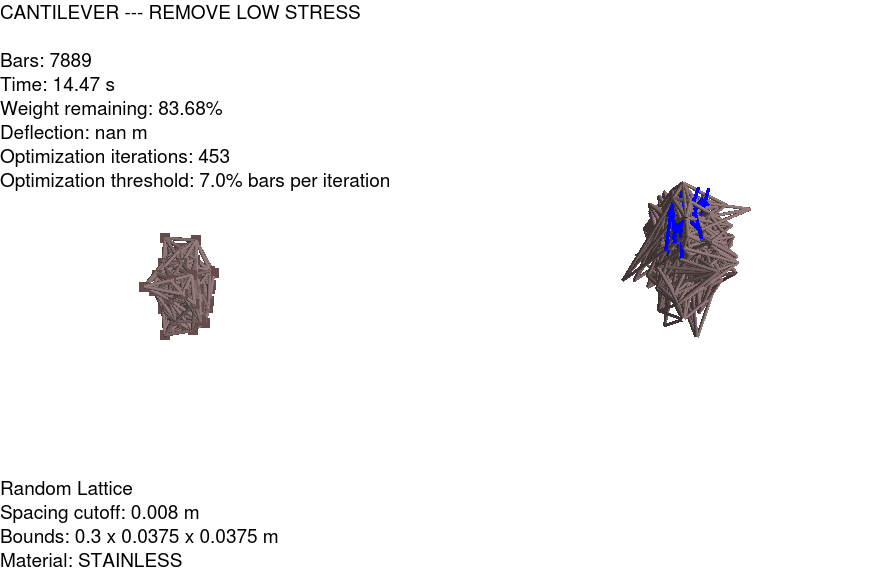 CANTILEVER --- REMOVE LOW STRESS
Bars: 7889
Time: 14.47 s
Weight remaining: 83.68%
Deflection: nan m
Optimization iterations: 453
Optimization threshold: 7.0% bars per iteration
Random Lattice
Spacing cutoff: 0.008 m
Bounds: 0.3 x 0.0375 x 0.0375 m
Material: STAINLESS